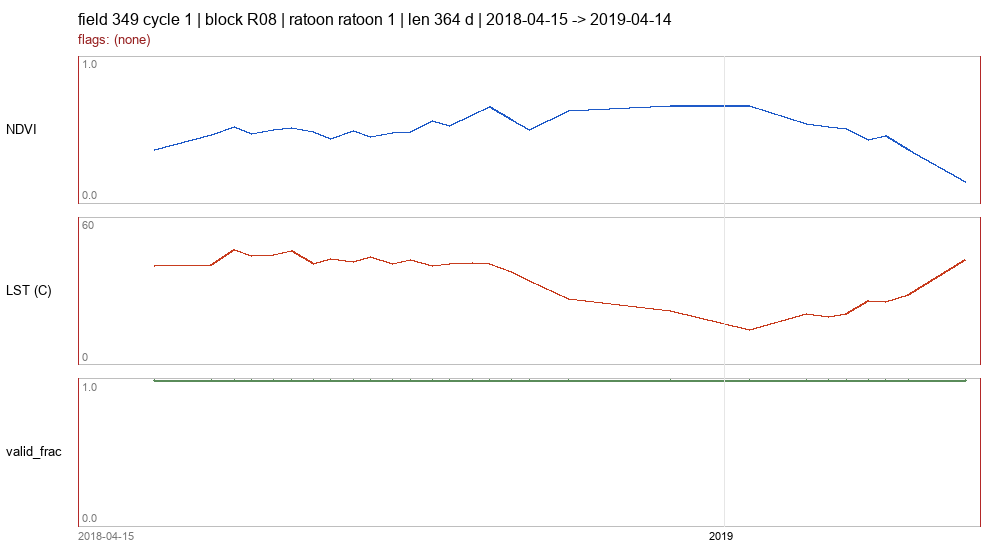 field 349 cycle 1 | block R08 | ratoon ratoon 1 | len 364 d | 2018-04-15 -> 2019-04-14
flags: (none)
1.0
NDVI
0.0
60
LST (C)
0
1.0
valid_frac
0.0
2018-04-15
2019